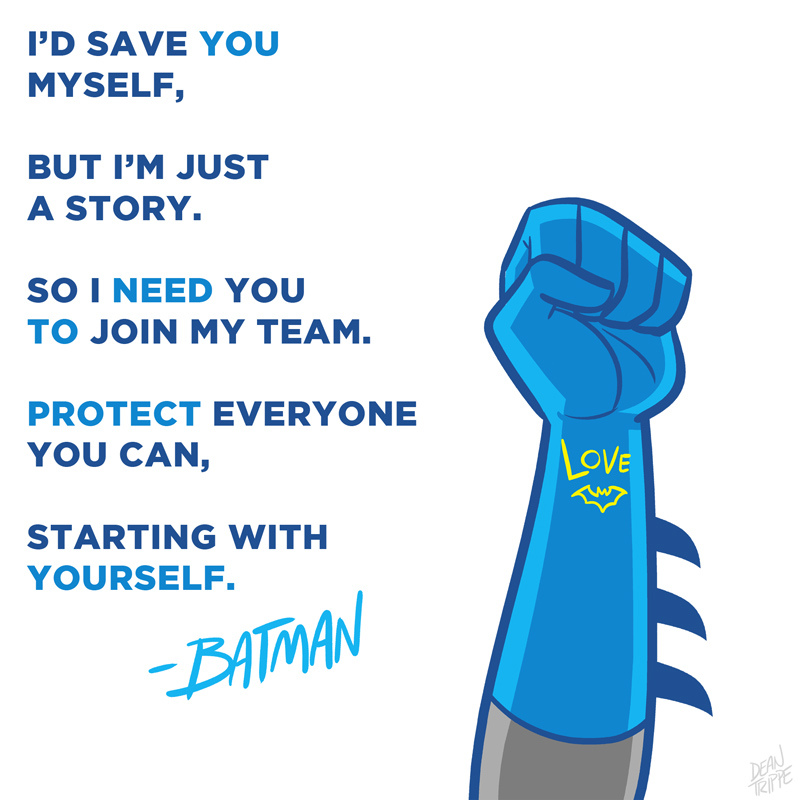 I'D SAVE YOU
MYSELF,
BUT I'M JUST
A STORY.
SO I NEED YOU
TO JOIN MY TEAM.
PROTECT EVERYONE
YOU CAN,
STARTING WITH
YOURSELF.
-BATMAN
LOVE
DEAN
TRIPPE